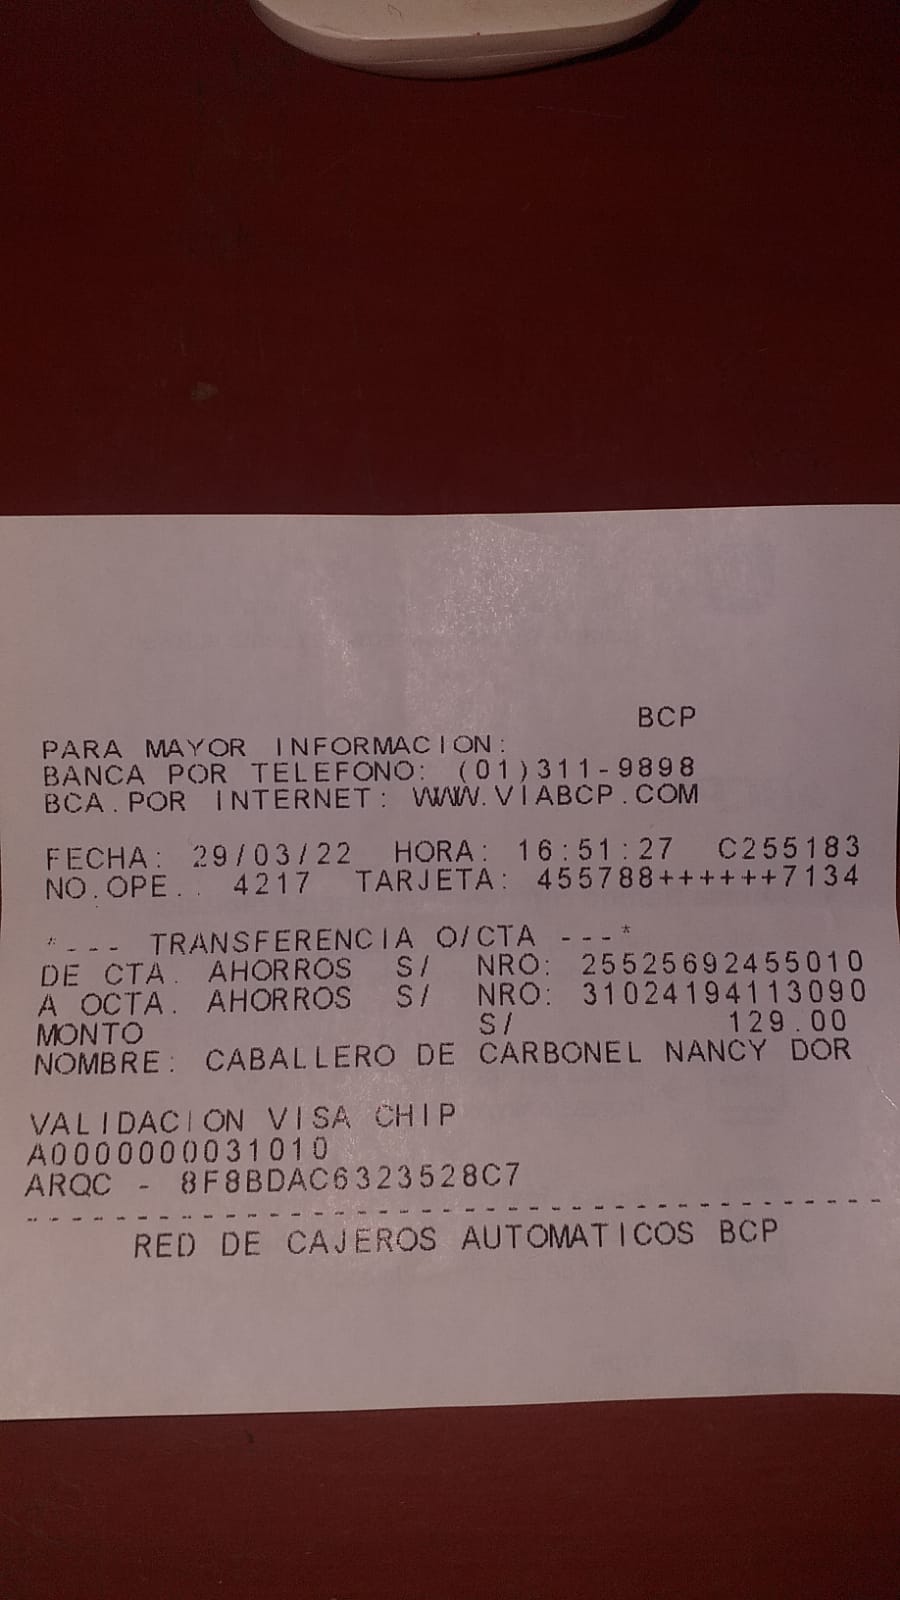 BCP
PARA MAYOR INFORMACION:
BANCA POR TELEFONO: (01)311-9898
BCA.POR INTERNET: WWW.VIABCP.COM
FECHA: 29/03/22 HORA: 16:51:27 C255183
NO.OPE.. 4217 TARJETA: 455788++++++7134
*--- TRANSFERENCIA O/CTA ---*
DE CTA. AHORROS S/ NRO: 25525692455010
A OCTA. AHORROS S/ NRO: 31024194113090
MONTO S/ 129.00
NOMBRE: CABALLERO DE CARBONEL NANCY DOR
VALIDACION VISA CHIP
A0000000031010
ARQC - 8F8BDAC6323528C7
RED DE CAJEROS AUTOMATICOS BCP